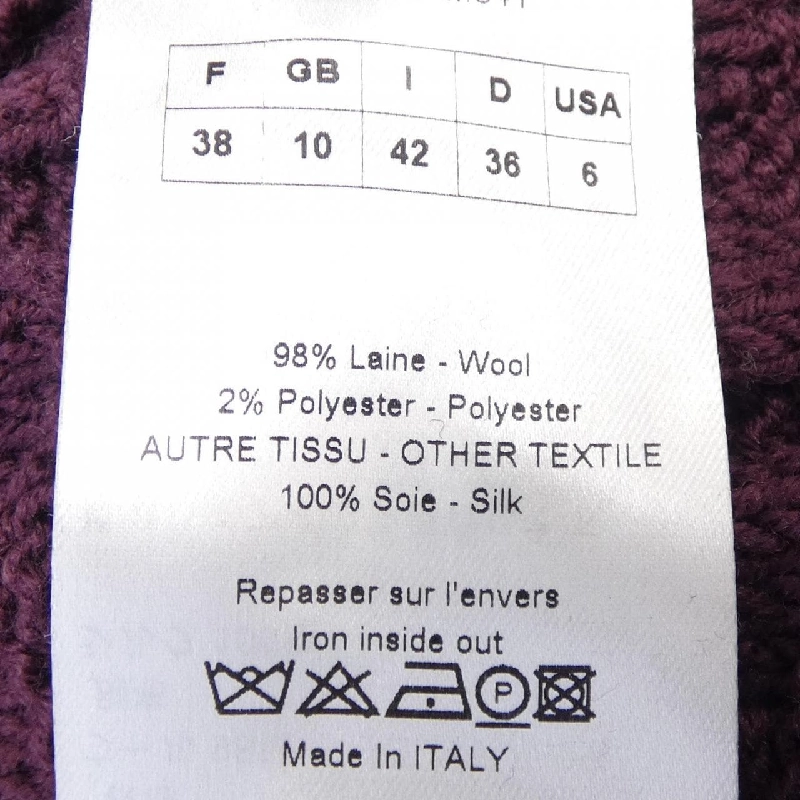 F GB I D USA
38 10 42 36 6
98% Laine - Wool
2% Polyester - Polyester
AUTRE TISSU - OTHER TEXTILE
100% Soie - Silk
Repasser sur l'envers
Iron inside out
P
Made In ITALY